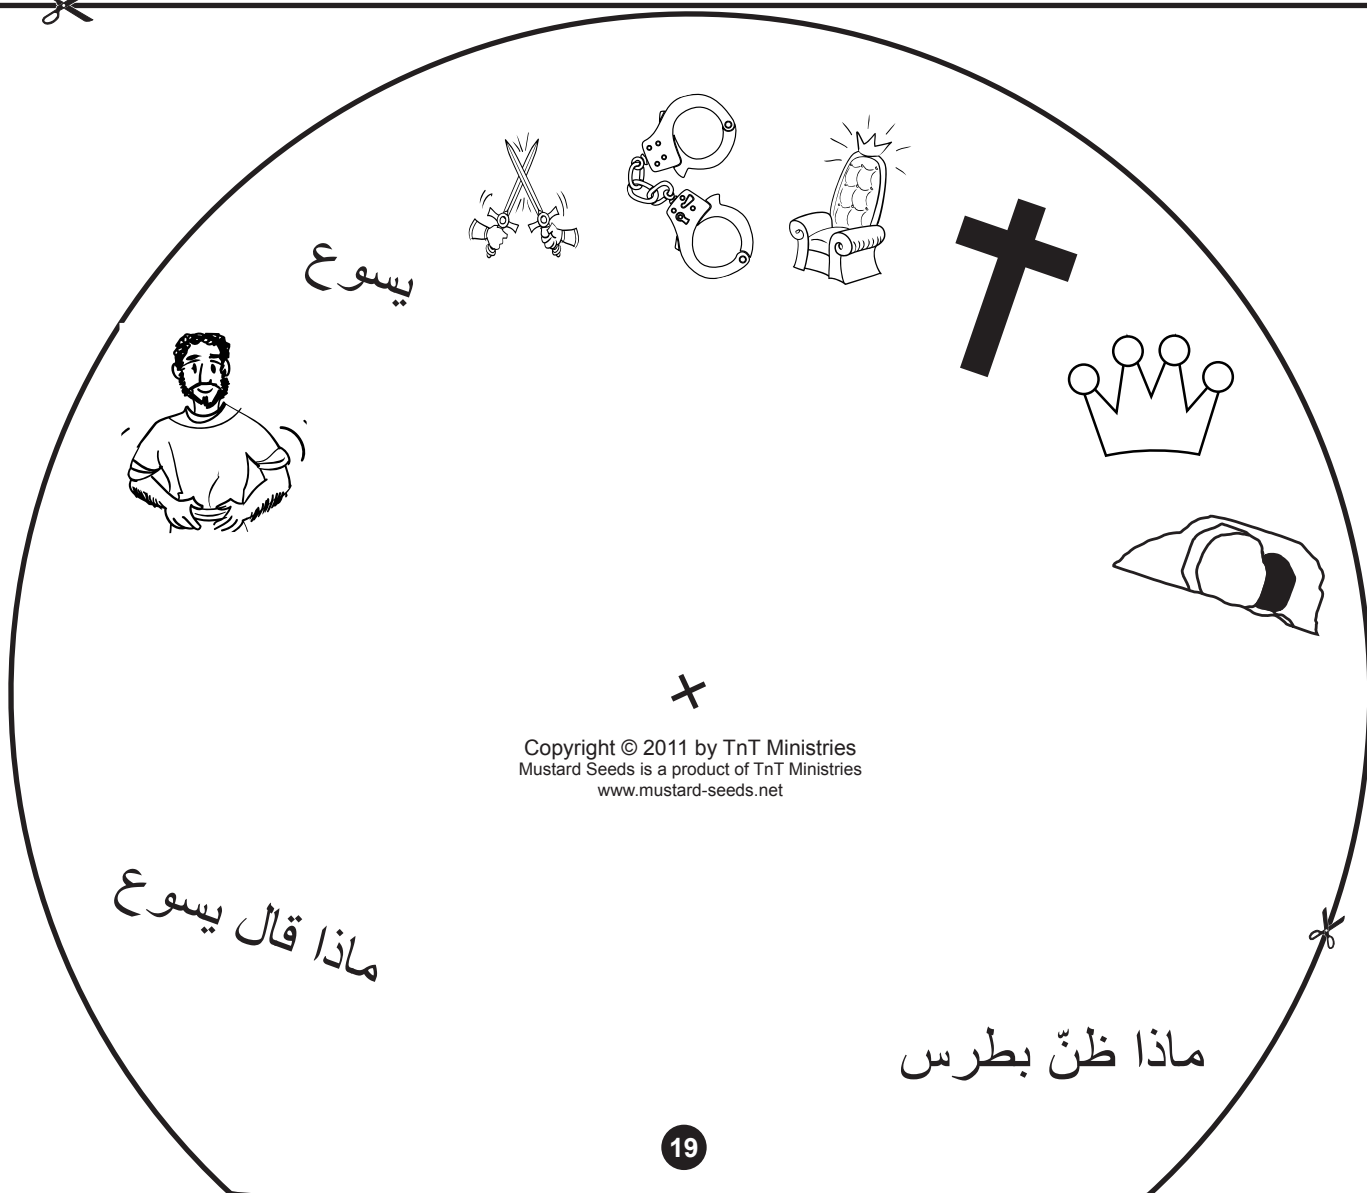 يسوع
Copyright © 2011 by TnT Ministries
Mustard Seeds is a product of TnT Ministries
www.mustard-seeds.net
ماذا قال يسوع
ماذا ظنّ بطرس
19